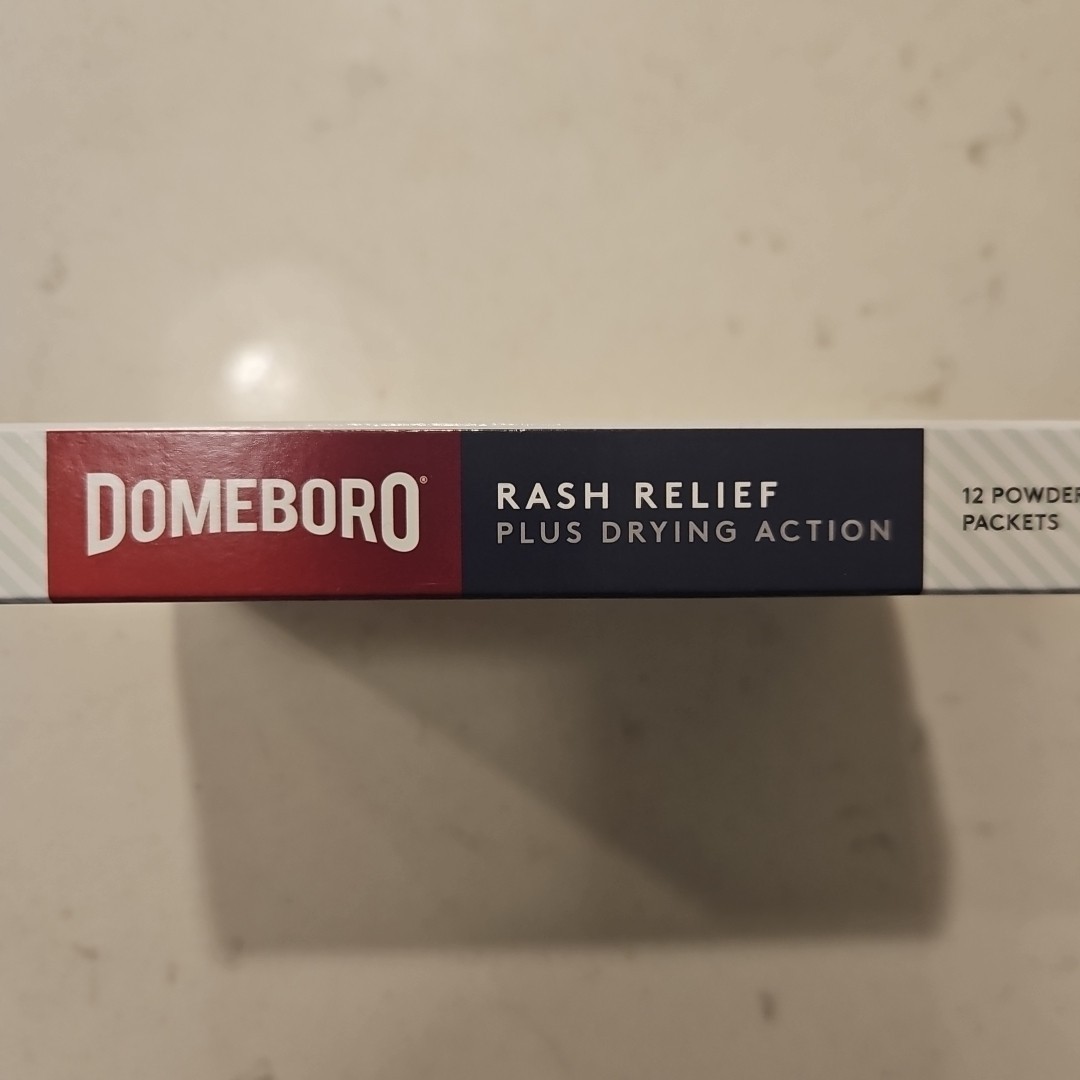 DOMEBORO®
RASH RELIEF
PLUS DRYING ACTION
12 POWDER
PACKETS